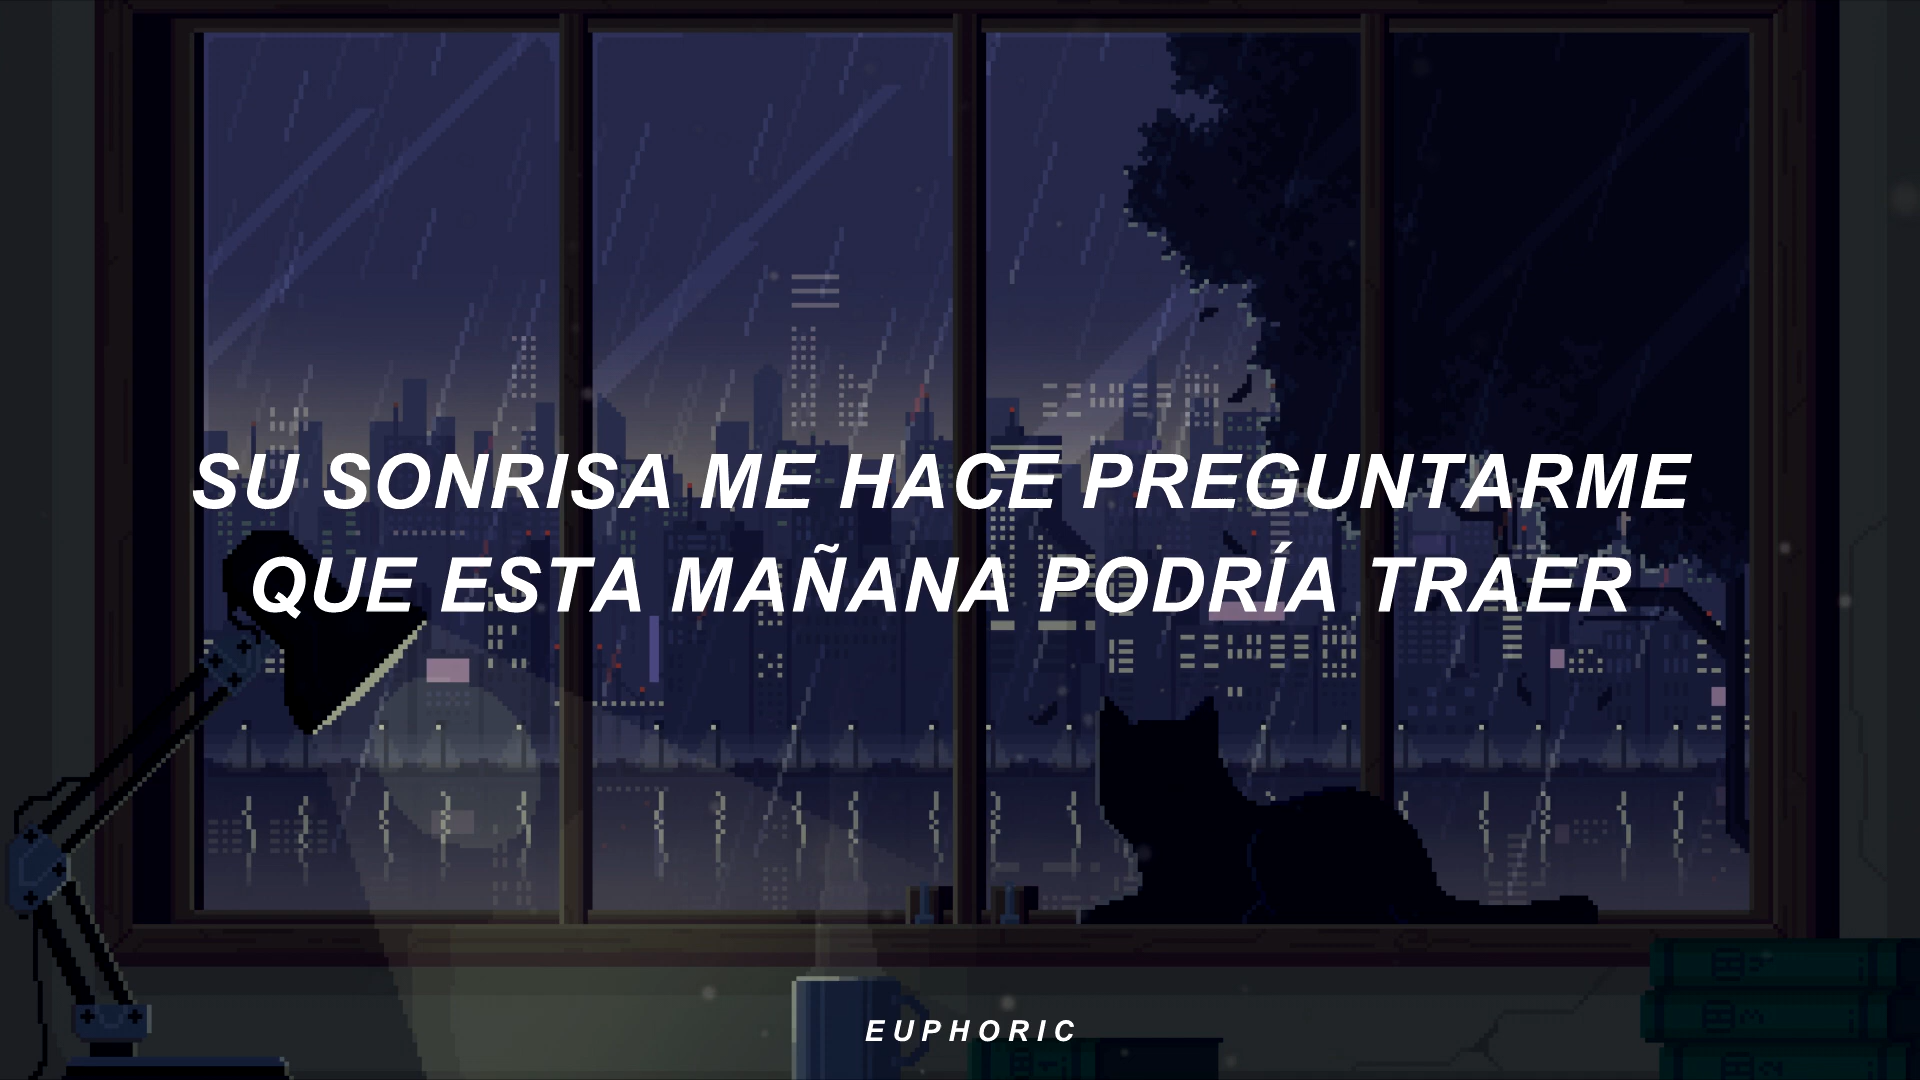 SU SONRISA ME HACE PREGUNTARME
QUE ESTA MAÑANA PODRÍA TRAER
EUPHORIC